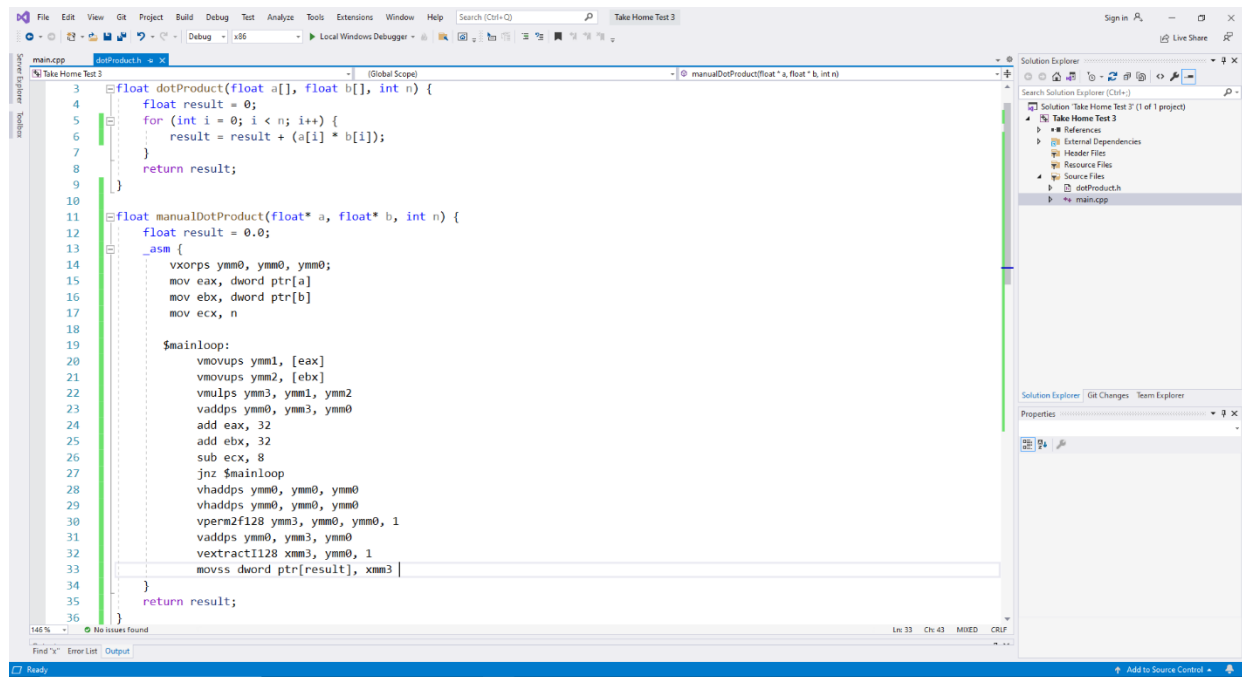 File Edit View Git Project Build Debug Test Analyze Tools Extensions Window Help Search (Ctrl+Q) Take Home Test 3 Sign in
Debug x86 Local Windows Debugger Live Share
Server Explorer
Toolbox
main.cpp dotProduct.h
Take Home Test 3 (Global Scope) manualDotProduct(float * a, float * b, int n)
3 float dotProduct(float a[], float b[], int n) {
4 float result = 0;
5 for (int i = 0; i < n; i++) {
6 result = result + (a[i] * b[i]);
7 }
8 return result;
9 }
10
11 float manualDotProduct(float* a, float* b, int n) {
12 float result = 0.0;
13 _asm {
14 vxorps ymm0, ymm0, ymm0;
15 mov eax, dword ptr[a]
16 mov ebx, dword ptr[b]
17 mov ecx, n
18
19 $mainloop:
20 vmovups ymm1, [eax]
21 vmovups ymm2, [ebx]
22 vmulps ymm3, ymm1, ymm2
23 vaddps ymm0, ymm3, ymm0
24 add eax, 32
25 add ebx, 32
26 sub ecx, 8
27 jnz $mainloop
28 vhaddps ymm0, ymm0, ymm0
29 vhaddps ymm0, ymm0, ymm0
30 vperm2f128 ymm3, ymm0, ymm0, 1
31 vaddps ymm0, ymm3, ymm0
32 vextractI128 xmm3, ymm0, 1
33 movss dword ptr[result], xmm3
34 }
35 return result;
36 }
146 % No issues found Ln: 33 Ch: 43 MIXED CRLF
Find "x" Error List Output
Ready Add to Source Control
Solution Explorer
Search Solution Explorer (Ctrl+;)
Solution 'Take Home Test 3' (1 of 1 project)
Take Home Test 3
References
External Dependencies
Header Files
Resource Files
Source Files
dotProduct.h
main.cpp
Solution Explorer Git Changes Team Explorer
Properties